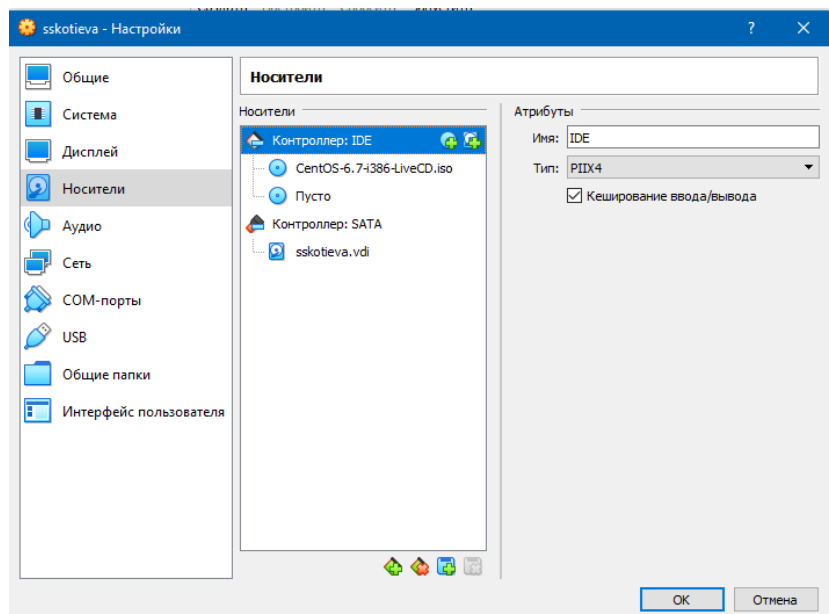 sskotieva - Настройки
?
Общие
Система
Дисплей
Носители
Аудио
Сеть
COM-порты
USB
Общие папки
Интерфейс пользователя
Носители
Носители
Контроллер: IDE
CentOS-6.7-i386-LiveCD.iso
Пусто
Контроллер: SATA
sskotieva.vdi
Атрибуты
Имя: IDE
Тип: PIIX4
Кеширование ввода/вывода
OK Отмена